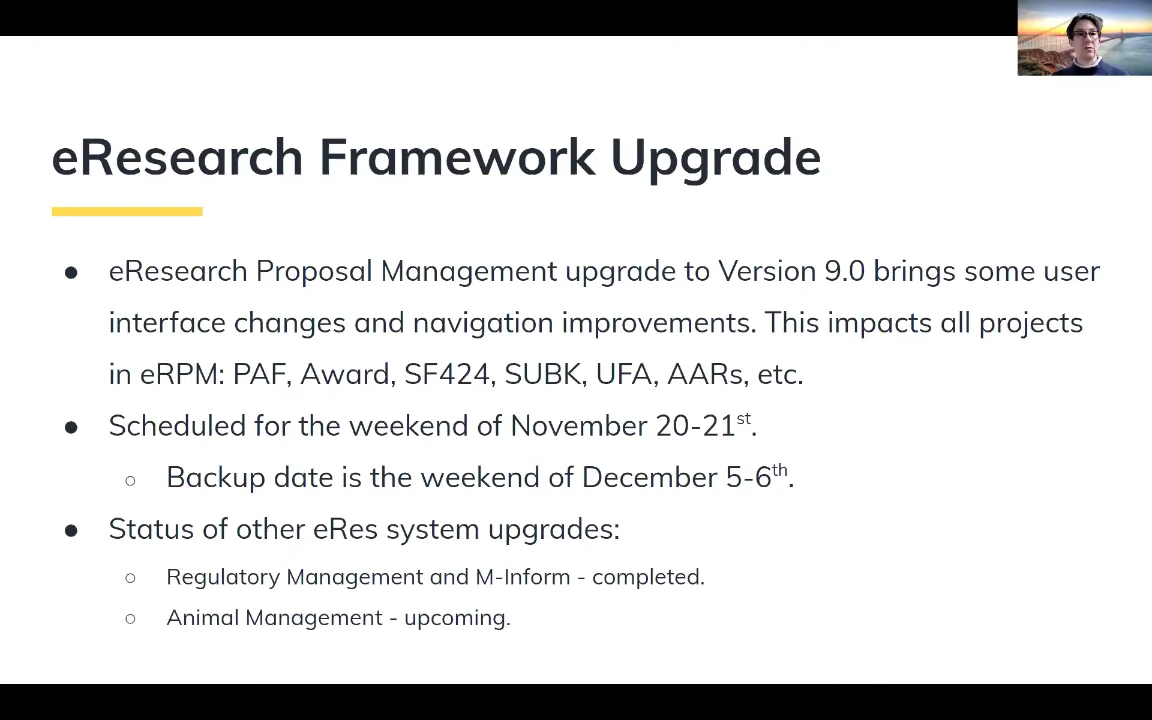 eResearch Framework Upgrade
● eResearch Proposal Management upgrade to Version 9.0 brings some user
interface changes and navigation improvements. This impacts all projects
in eRPM: PAF, Award, SF424, SUBK, UFA, AARs, etc.
● Scheduled for the weekend of November 20-21st.
○ Backup date is the weekend of December 5-6th.
● Status of other eRes system upgrades:
○ Regulatory Management and M-Inform - completed.
○ Animal Management - upcoming.